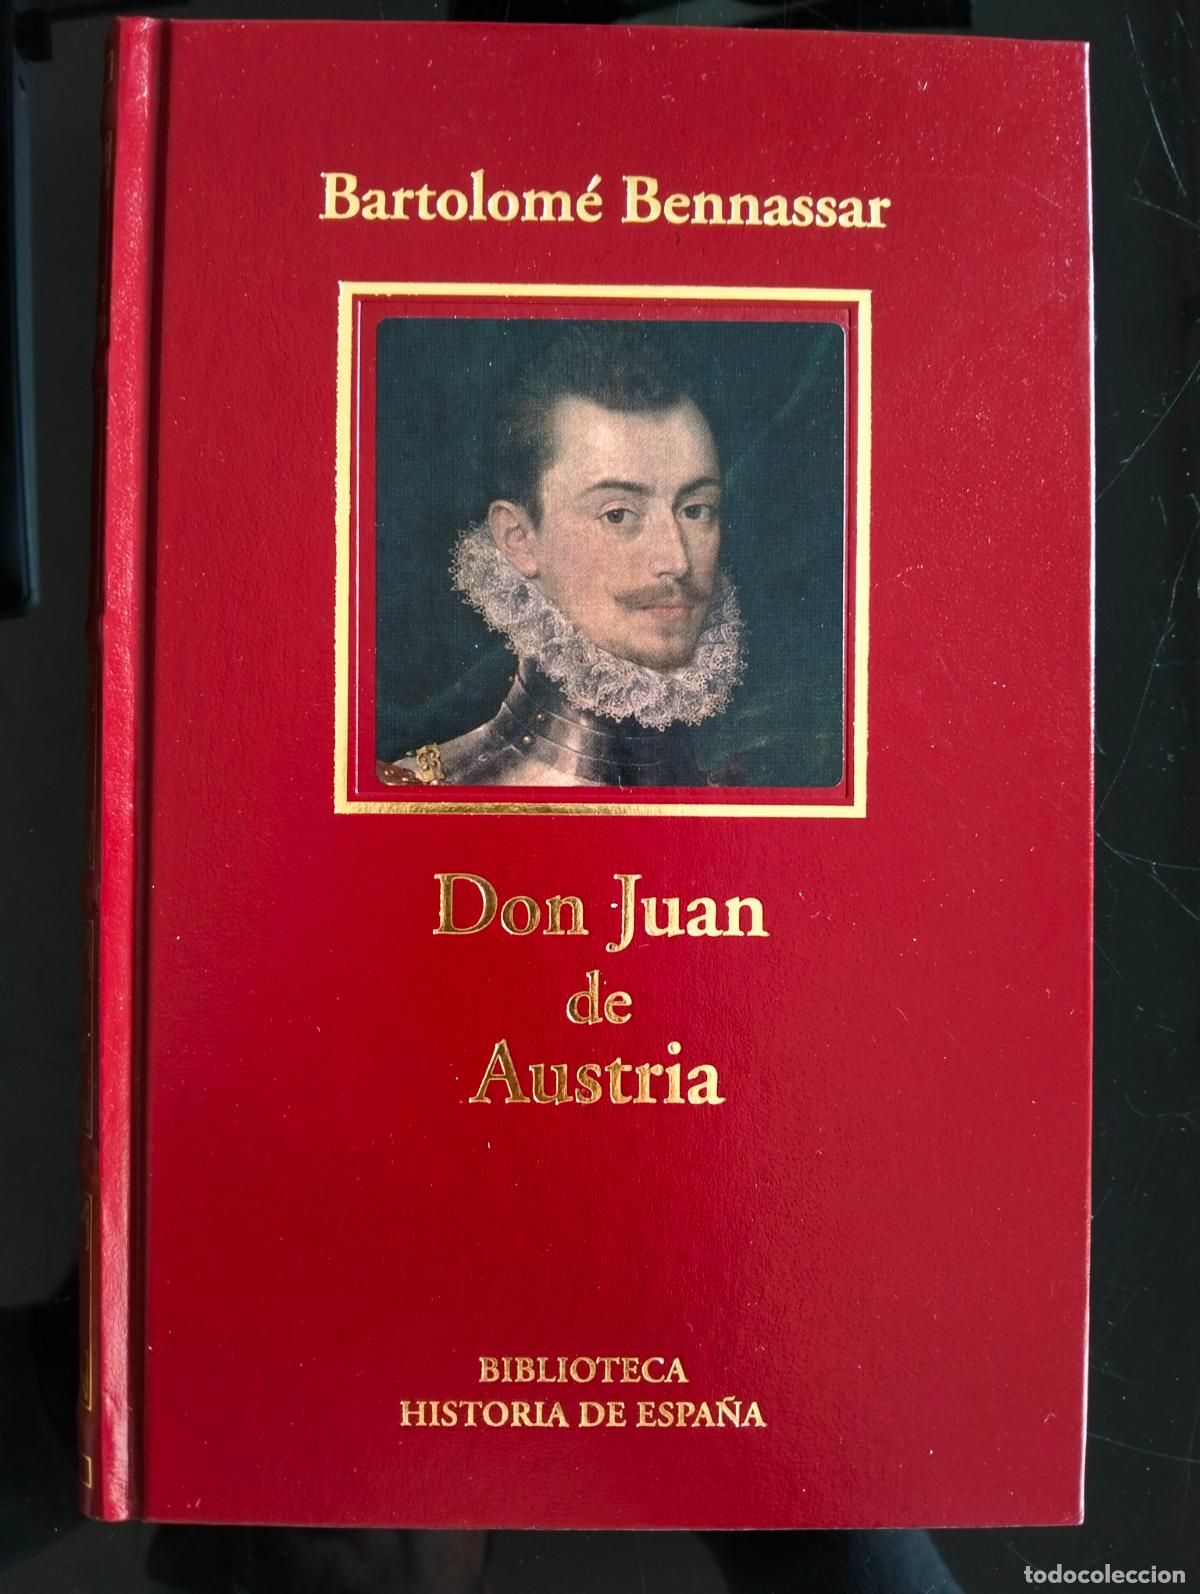 Bartolomé Bennassar
Don Juan
de
Austria
BIBLIOTECA
HISTORIA DE ESPAÑA
todocoleccion